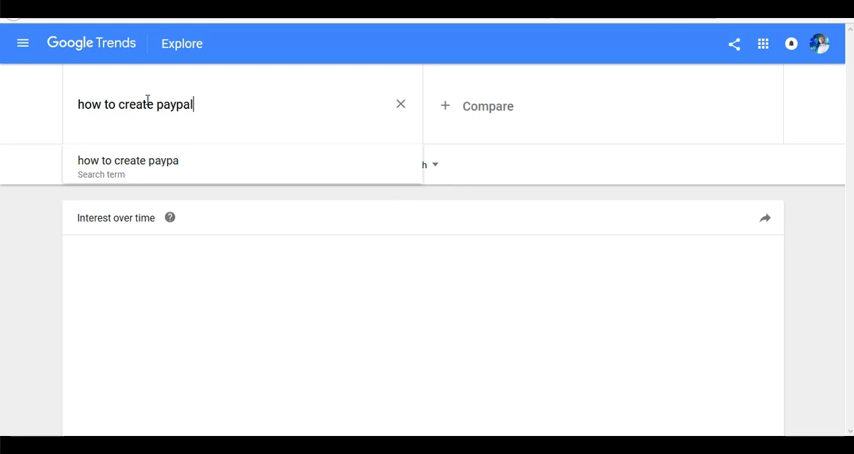 Google Trends Explore
how to create paypal
+ Compare
how to create paypa
Search term
h
Interest over time